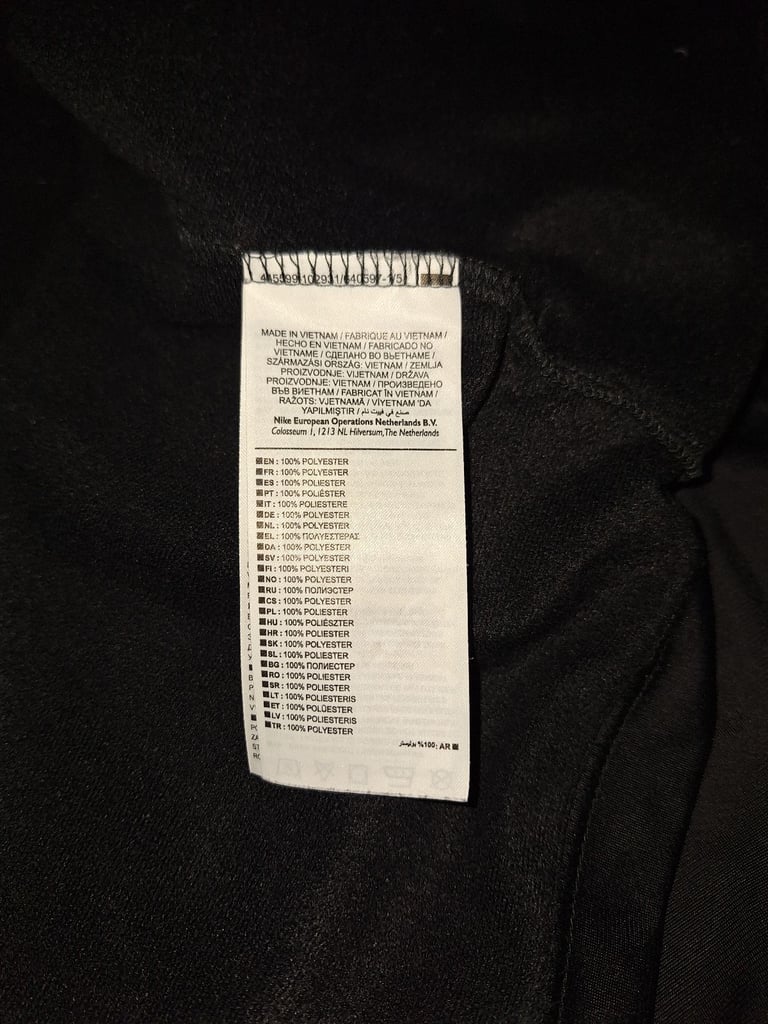 MADE IN VIETNAM / FABRIQUE AU VIETNAM /
HECHO EN VIETNAM / FABRICADO NO
VIETNAME / СДЕЛАНО ВО ВЬЕТНАМЕ /
SZÁRMAZÁSI ORSZÁG: VIETNAM / ZEMLJA
PROIZVODNJE: VIJETNAM / DRŽAVA
PROIZVODNJE: VIETNAM / ПРОИЗВЕДЕНО
ВЪВ ВИЕТНАМ / FABRICAT ÎN VIETNAM /
RAŽOTS: VJETNAMĀ / VİYETNAM 'DA
YAPILMIŞTIR / صنع في فييت نام
Nike European Operations Netherlands B.V.
Colosseum 1, 1213 NL Hilversum, The Netherlands
EN : 100% POLYESTER
FR : 100% POLYESTER
ES : 100% POLIÉSTER
PT : 100% POLIÉSTER
IT : 100% POLIESTERE
DE : 100% POLYESTER
NL : 100% POLYESTER
EL : 100% ΠΟΛΥΕΣΤΕΡΑΣ
DA : 100% POLYESTER
SV : 100% POLYESTER
FI : 100% POLYESTERI
NO : 100% POLYESTER
RU : 100% ПОЛИЭСТЕР
CS : 100% POLYESTER
PL : 100% POLIESTER
HU : 100% POLIÉSZTER
HR : 100% POLIESTER
SK : 100% POLYESTER
SL : 100% POLIESTER
BG : 100% ПОЛИЕСТЕР
RO : 100% POLIESTER
SR : 100% POLIESTER
LT : 100% POLIESTERIS
ET : 100% POLÜESTER
LV : 100% POLIESTERIS
TR : 100% POLYESTER
AR : 100% بوليستر